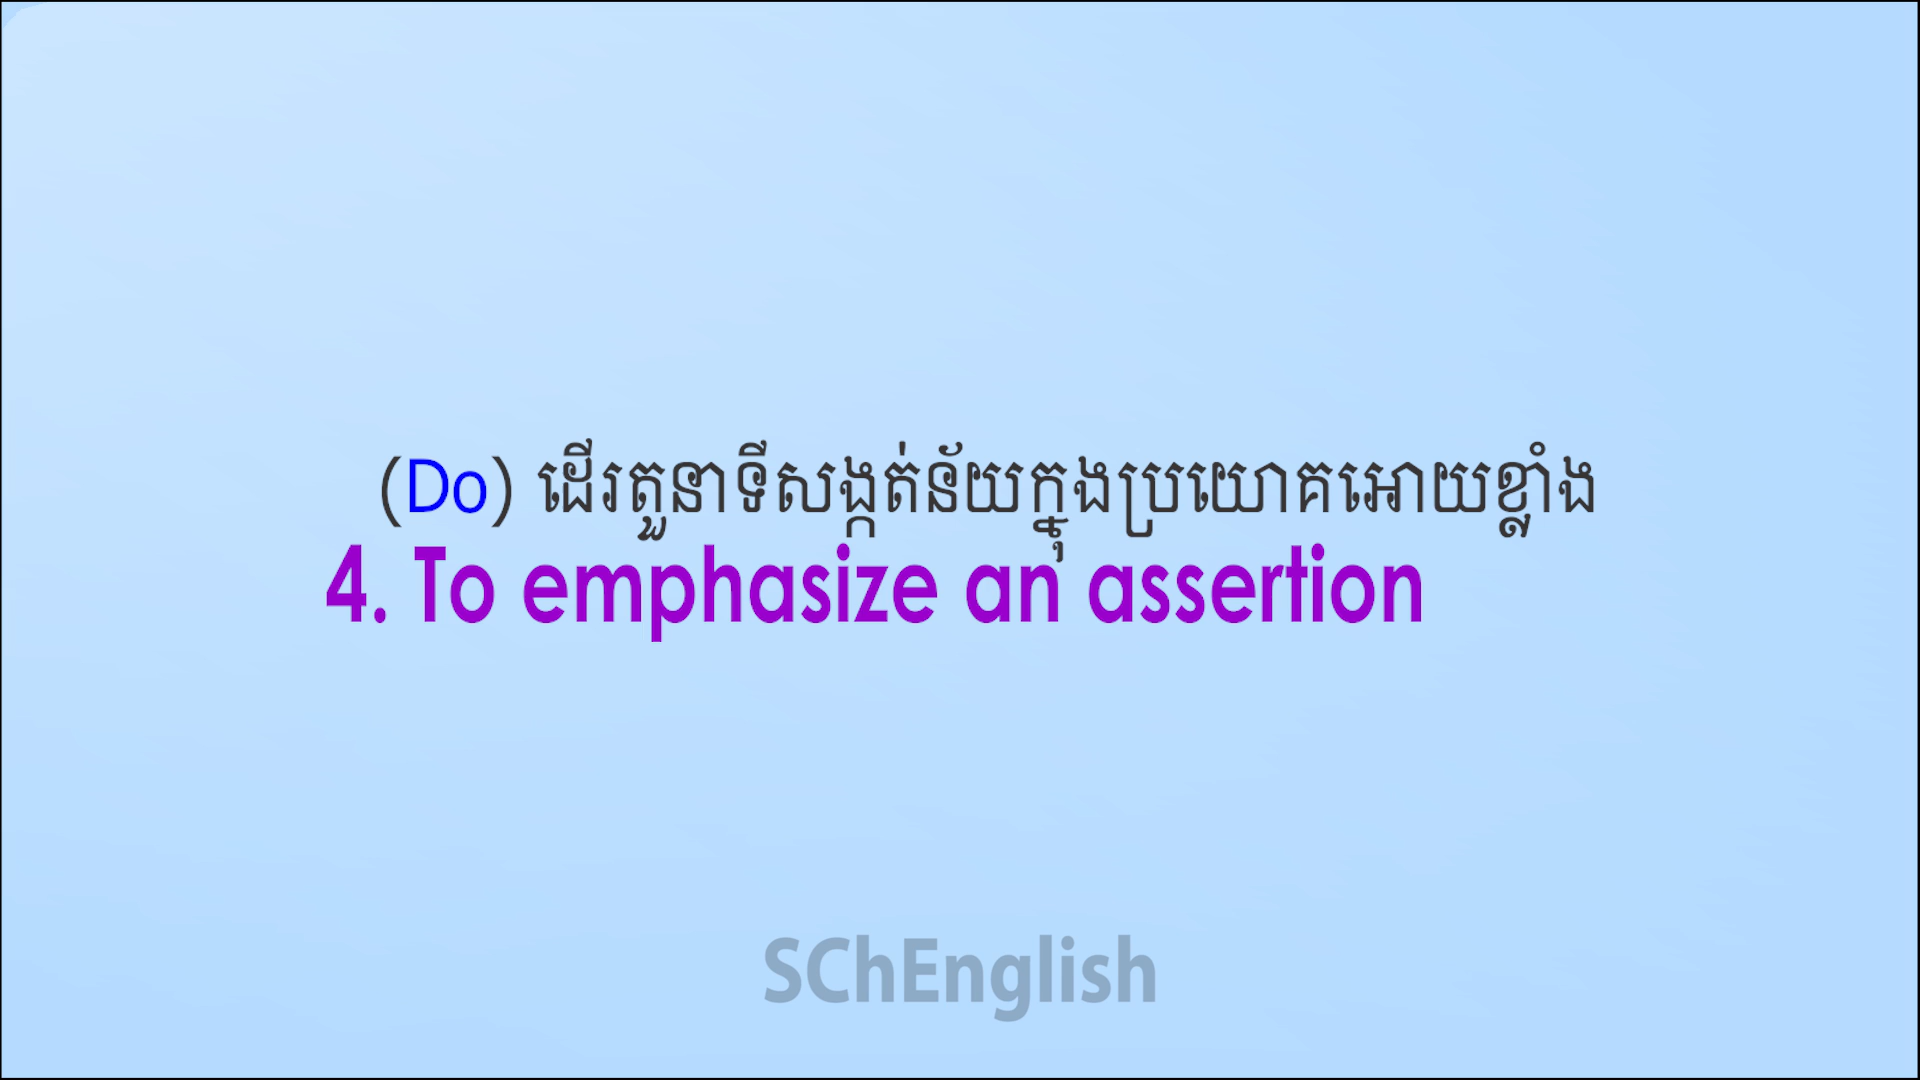 (Do) ដើរតួនាទីសង្កត់ន័យក្នុងប្រយោគអោយខ្លាំង
4. To emphasize an assertion
SChEnglish